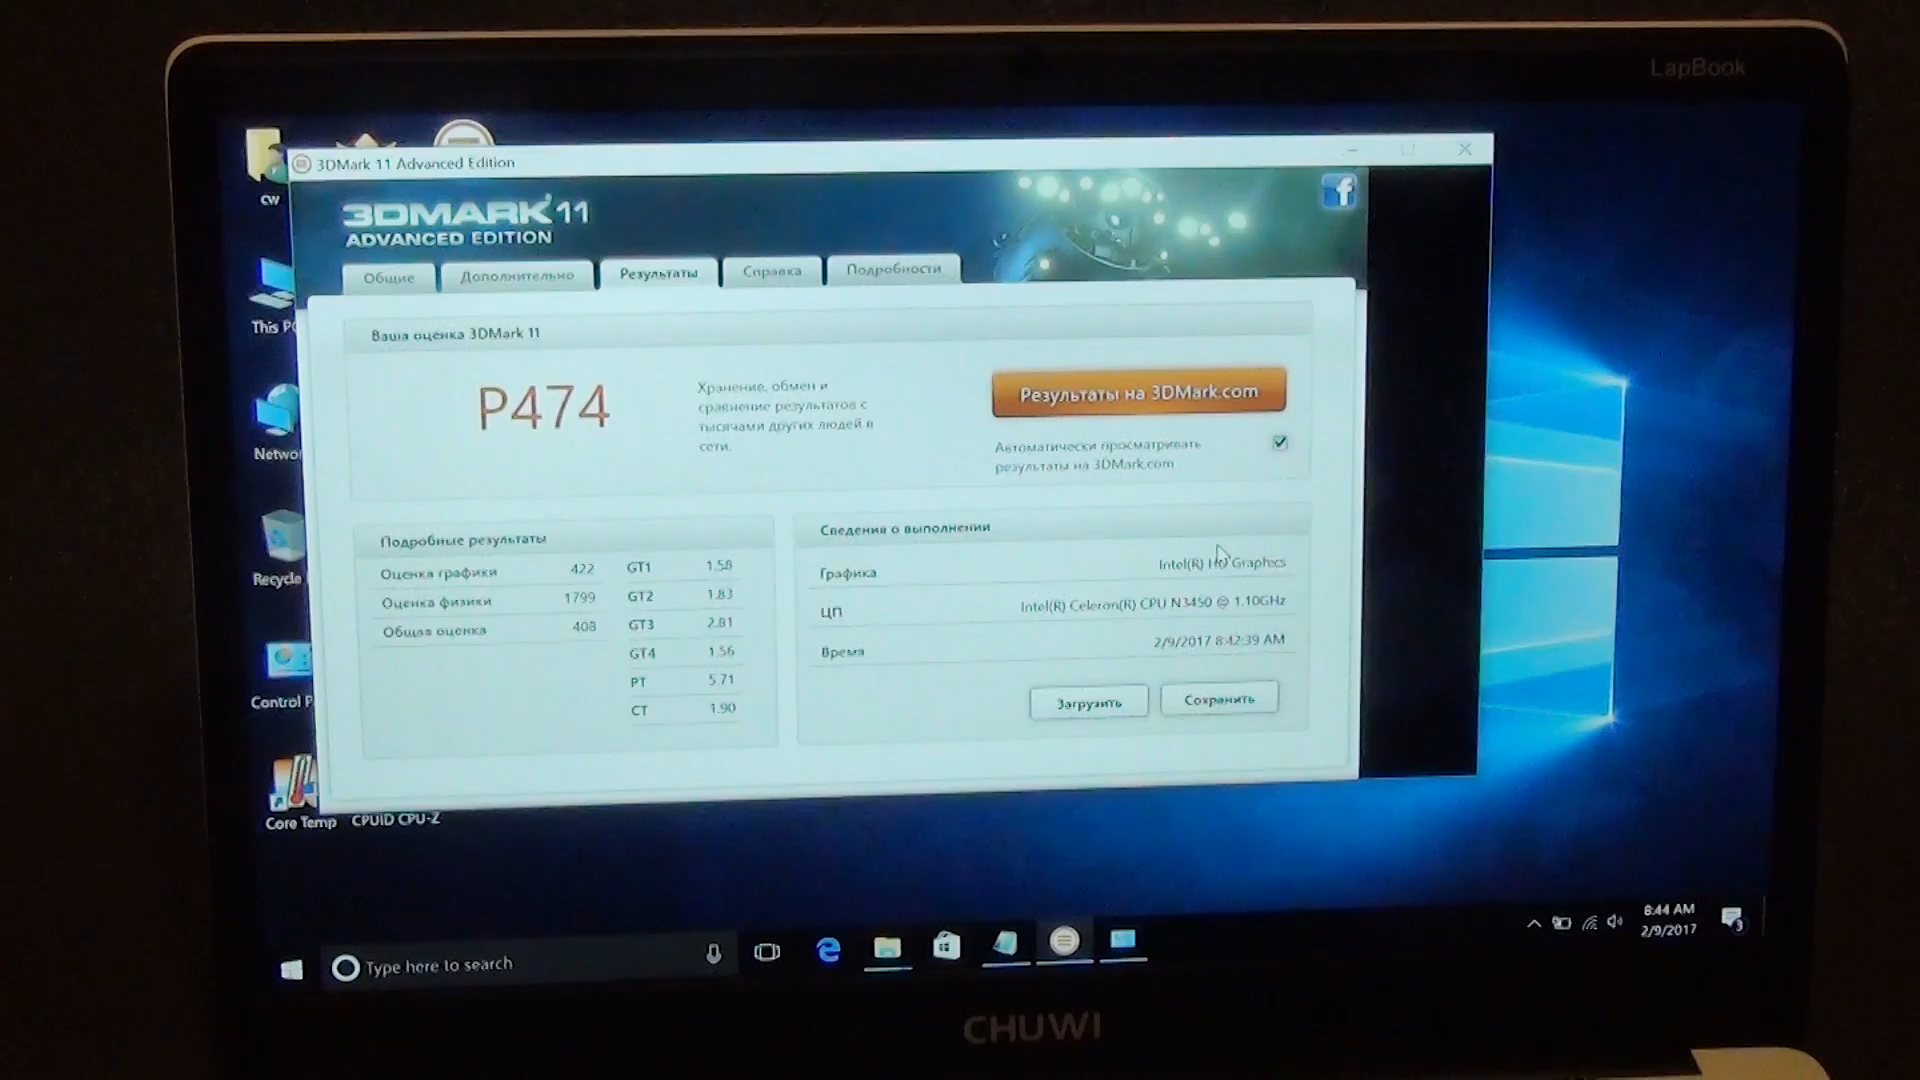 LapBook
cw
3DMark 11 Advanced Edition
3DMARK 11
ADVANCED EDITION
f
Общие
Дополнительно
Результаты
Справка
Подробности
This PC
Ваша оценка 3DMark 11
P474
Хранение, обмен и
сравнение результатов с
тысячами других людей в
сети.
Результаты на 3DMark.com
Автоматически просматривать
результаты на 3DMark.com
Netwo
Подробные результаты
Оценка графики 422
Оценка физики 1799
Общая оценка 408
GT1 1.58
GT2 1.83
GT3 2.81
GT4 1.56
PT 5.71
CT 1.90
Сведения о выполнении
Графика Intel(R) HD Graphics
ЦП Intel(R) Celeron(R) CPU N3450 @ 1.10GHz
Время 2/9/2017 8:42:39 AM
Загрузить
Сохранить
Recycle
Control P
Core Temp
CPUID CPU-Z
Type here to search
8:44 AM
2/9/2017
3
CHUWI